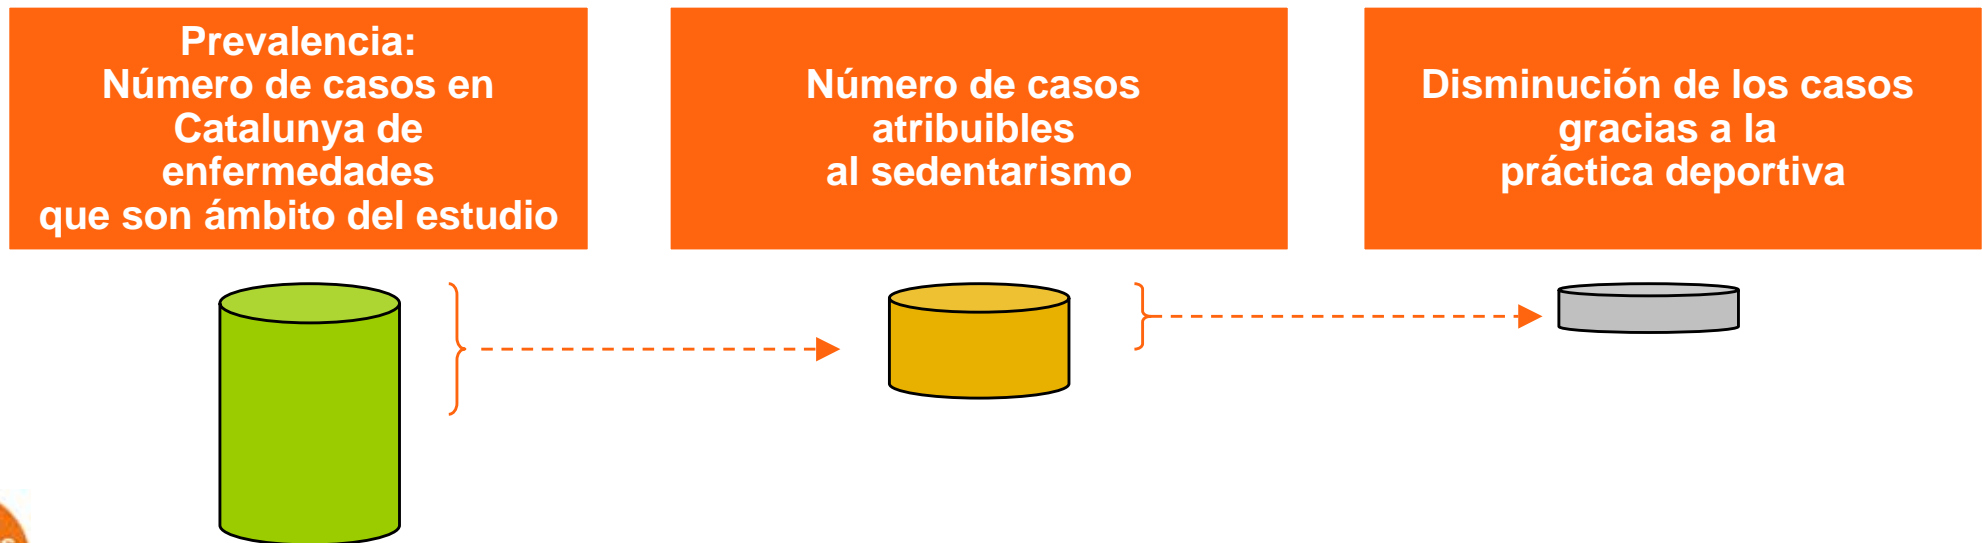 Prevalencia:
Número de casos en
Catalunya de
enfermedades
que son ámbito del estudio
Número de casos
atribuibles
al sedentarismo
Disminución de los casos
gracias a la
práctica deportiva